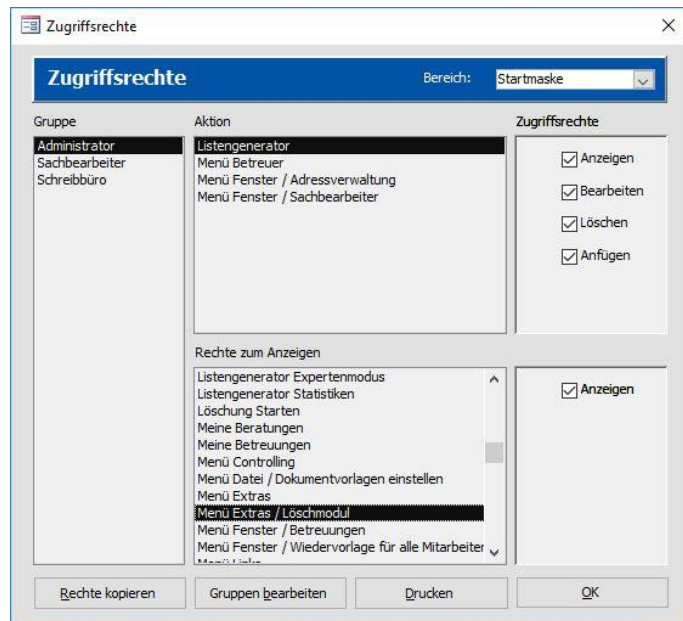 Zugriffsrechte
Zugriffsrechte
Bereich: Startmaske
Gruppe
Administrator
Sachbearbeiter
Schreibbüro
Aktion
Listengenerator
Menü Betreuer
Menü Fenster / Adressverwaltung
Menü Fenster / Sachbearbeiter
Zugriffsrechte
Anzeigen
Bearbeiten
Löschen
Anfügen
Rechte zum Anzeigen
Listengenerator Expertenmodus
Listengenerator Statistiken
Löschung Starten
Meine Beratungen
Meine Betreuungen
Menü Controlling
Menü Datei / Dokumentvorlagen einstellen
Menü Extras
Menü Extras / Löschmodul
Menü Fenster / Betreuungen
Menü Fenster / Wiedervorlage für alle Mitarbeiter
Anzeigen
Rechte kopieren
Gruppen bearbeiten
Drucken
OK